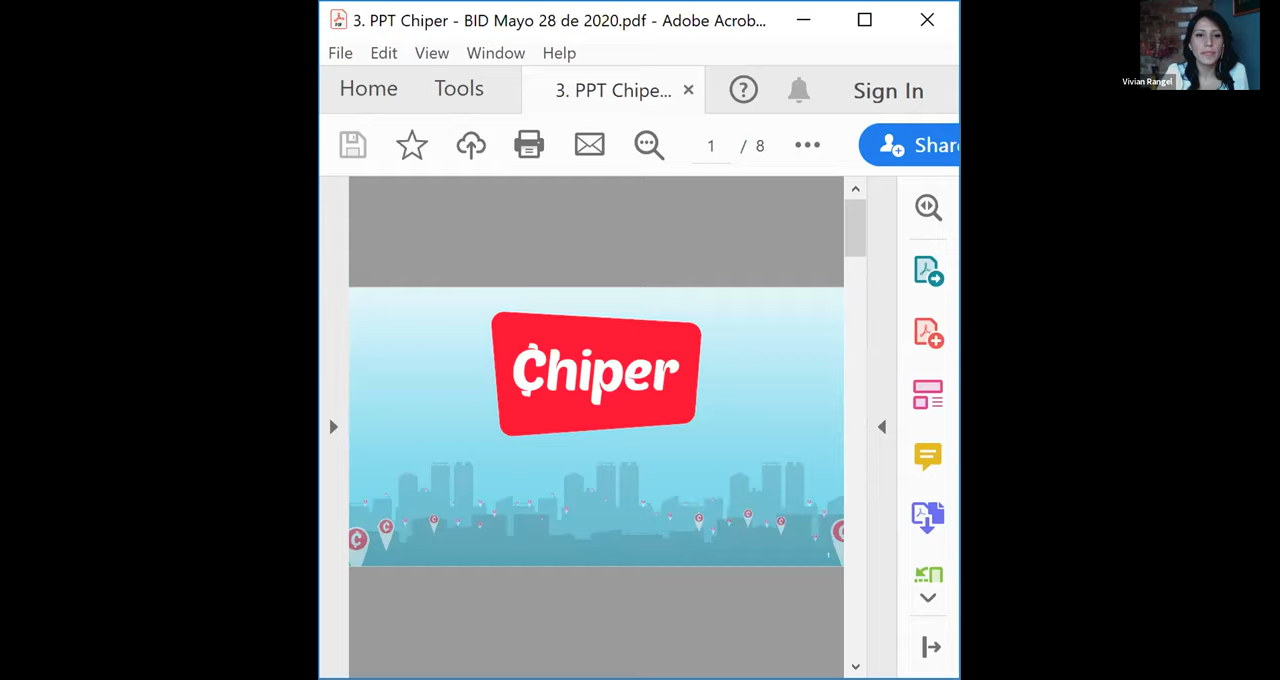 3. PPT Chiper - BID Mayo 28 de 2020.pdf - Adobe Acrob...
Vivian Rangel
File Edit View Window Help
Home Tools 3. PPT Chipe... Sign In
1 / 8 Shar
Chiper
1